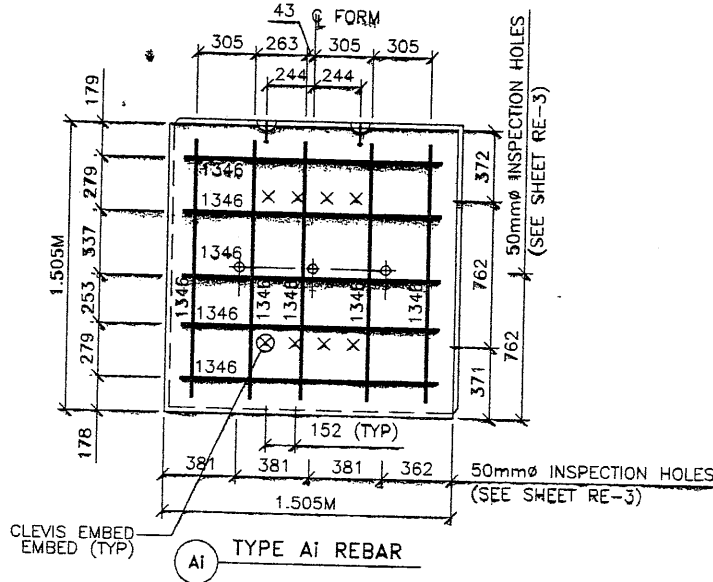 43 ℄ FORM
305 263 305 305
244 244
179
279
337
253
279
178
1.505M
1346
1346
1346
1346
1346
1346
1346
1346
1346
1346
372
762
371
762
50mmø INSPECTION HOLES
(SEE SHEET RE-3)
152 (TYP)
381 381 381 362
50mmø INSPECTION HOLES
(SEE SHEET RE-3)
1.505M
CLEVIS EMBED
EMBED (TYP)
Ai TYPE Ai REBAR